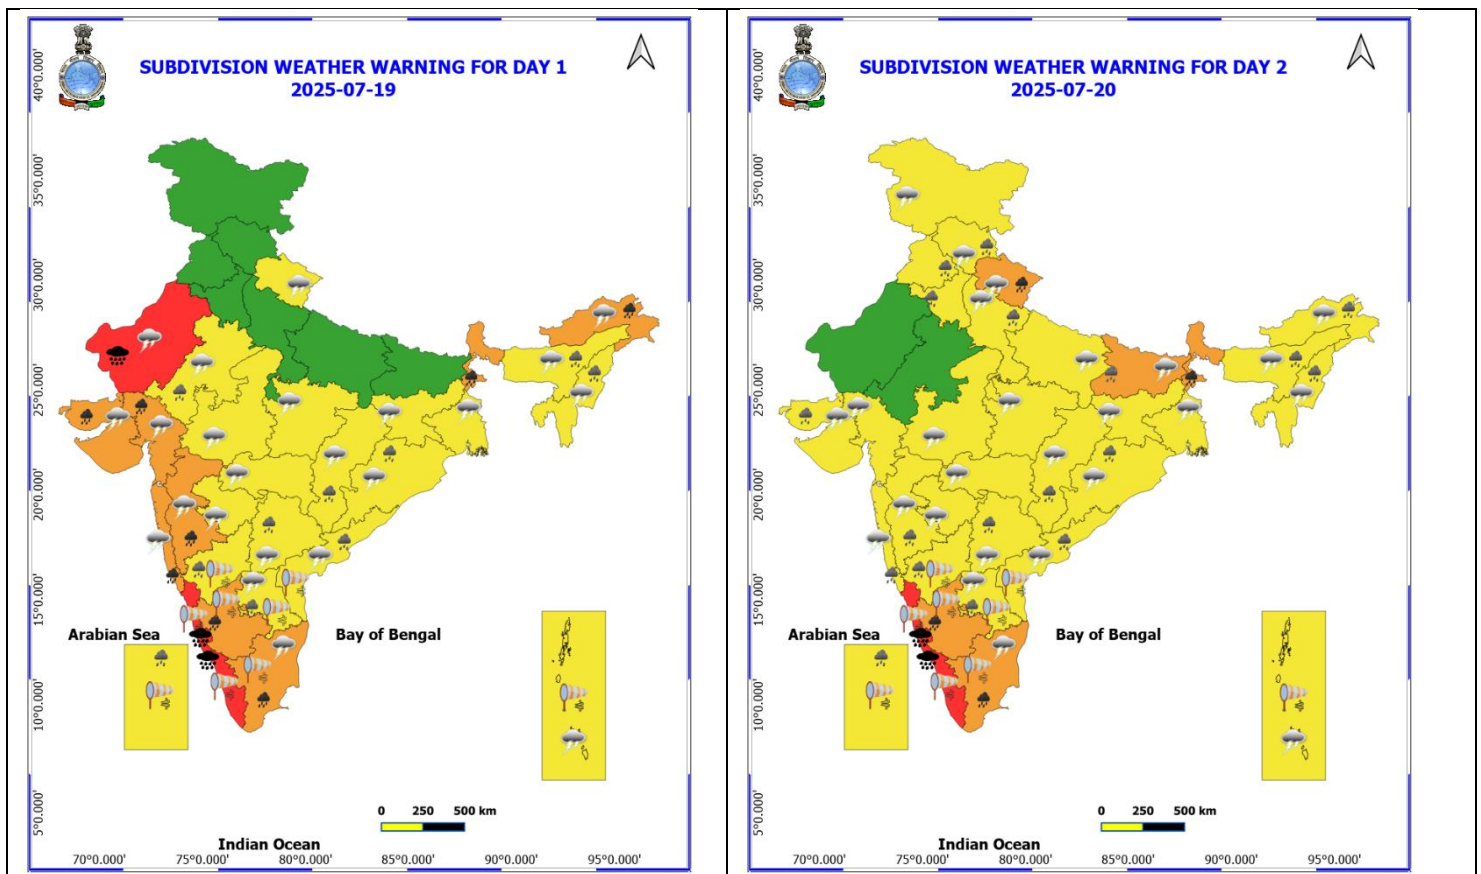 SUBDIVISION WEATHER WARNING FOR DAY 1
2025-07-19
40°0.000'
35°0.000'
30°0.000'
25°0.000'
20°0.000'
15°0.000'
10°0.000'
5°0.000'
Arabian Sea
Bay of Bengal
0 250 500 km
Indian Ocean
70°0.000' 75°0.000' 80°0.000' 85°0.000' 90°0.000' 95°0.000'
SUBDIVISION WEATHER WARNING FOR DAY 2
2025-07-20
40°0.000'
35°0.000'
30°0.000'
25°0.000'
20°0.000'
15°0.000'
10°0.000'
5°0.000'
Arabian Sea
Bay of Bengal
0 250 500 km
Indian Ocean
70°0.000' 75°0.000' 80°0.000' 85°0.000' 90°0.000' 95°0.000'